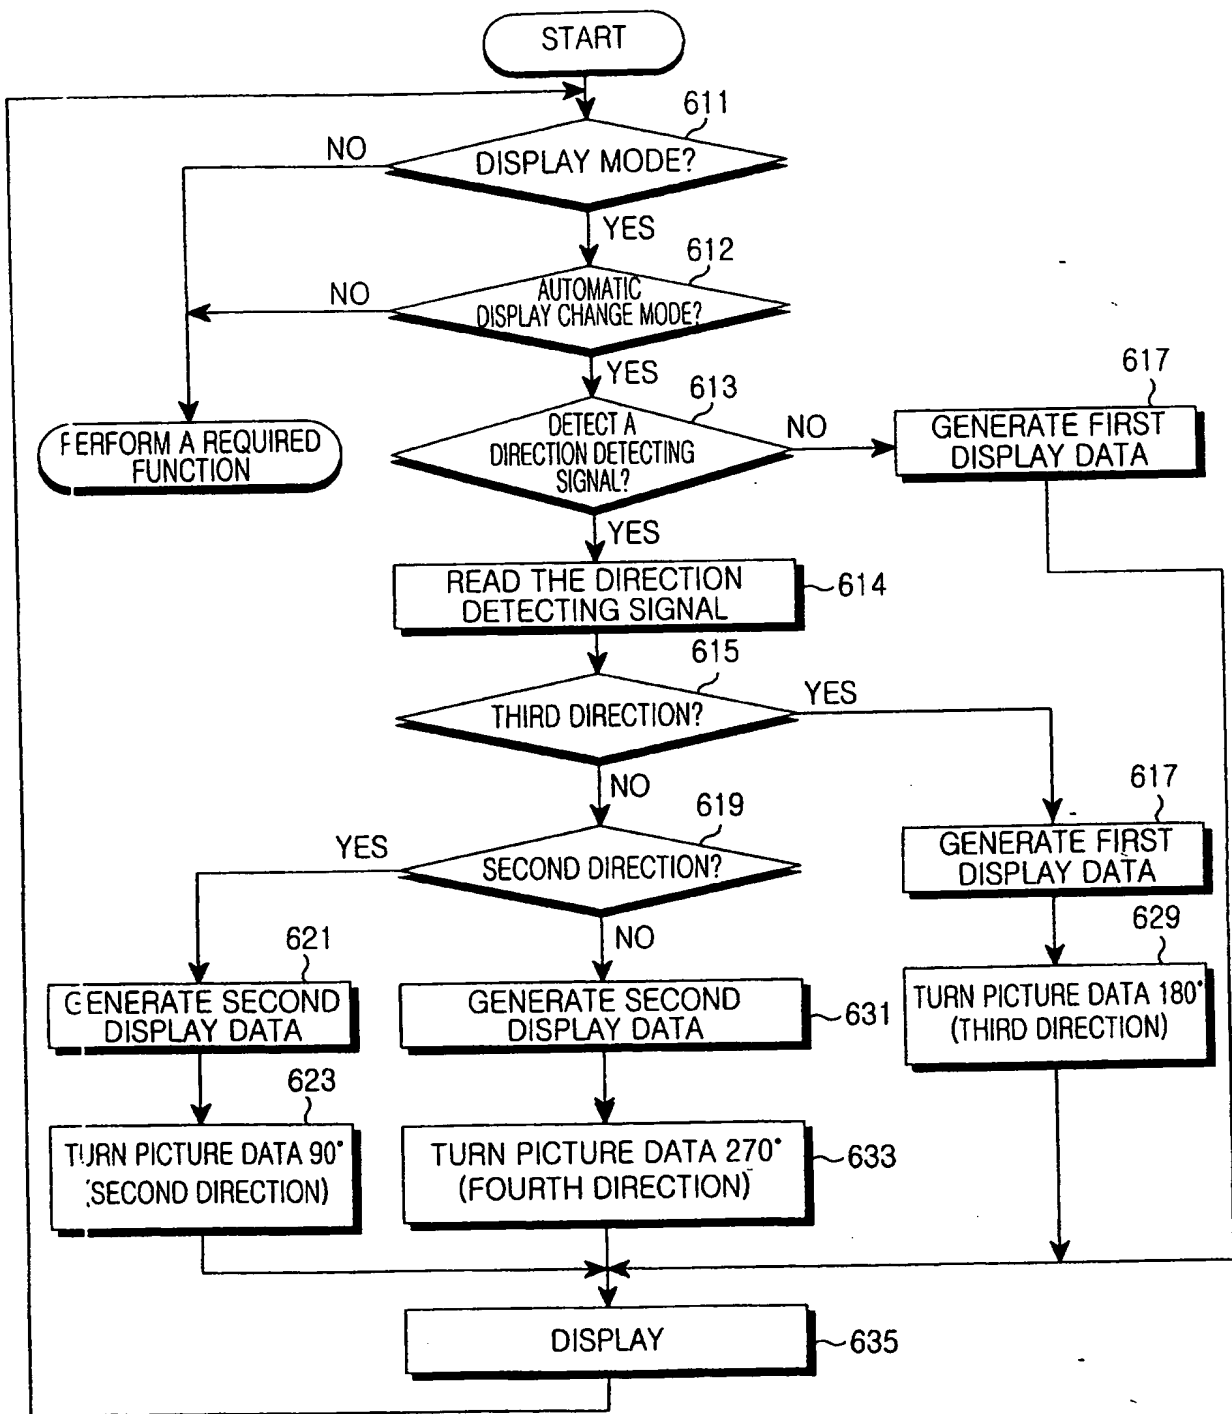 START
611
NO
DISPLAY MODE?
YES
612
NO
AUTOMATIC
DISPLAY CHANGE MODE?
YES
613
617
DETECT A
DIRECTION DETECTING
SIGNAL?
NO
GENERATE FIRST
DISPLAY DATA
PERFORM A REQUIRED
FUNCTION
YES
READ THE DIRECTION
DETECTING SIGNAL
614
615
THIRD DIRECTION?
YES
NO
617
619
YES
SECOND DIRECTION?
GENERATE FIRST
DISPLAY DATA
NO
629
621
GENERATE SECOND
DISPLAY DATA
GENERATE SECOND
DISPLAY DATA
631
TURN PICTURE DATA 180°
(THIRD DIRECTION)
623
TURN PICTURE DATA 90°
(SECOND DIRECTION)
TURN PICTURE DATA 270°
(FOURTH DIRECTION)
633
DISPLAY
635